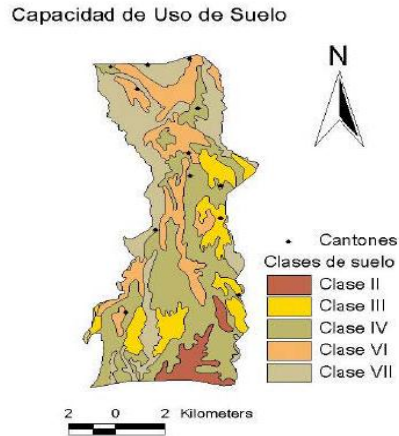 Capacidad de Uso de Suelo
N
Cantones
Clases de suelo
Clase II
Clase III
Clase IV
Clase VI
Clase VII
2 0 2 Kilometers